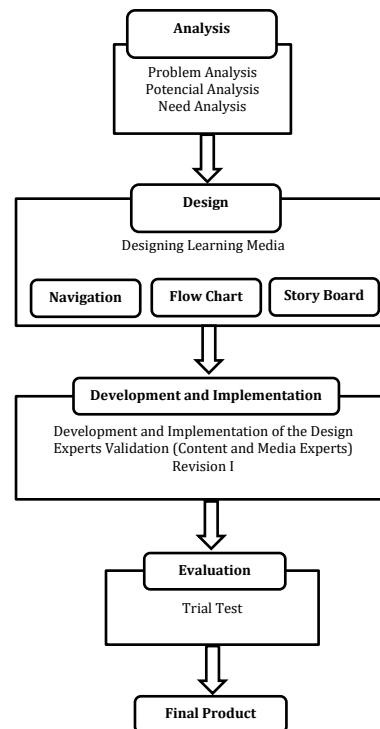 Analysis
Problem Analysis
Potencial Analysis
Need Analysis
Design
Designing Learning Media
Navigation
Flow Chart
Story Board
Development and Implementation
Development and Implementation of the Design
Experts Validation (Content and Media Experts)
Revision I
Evaluation
Trial Test
Final Product